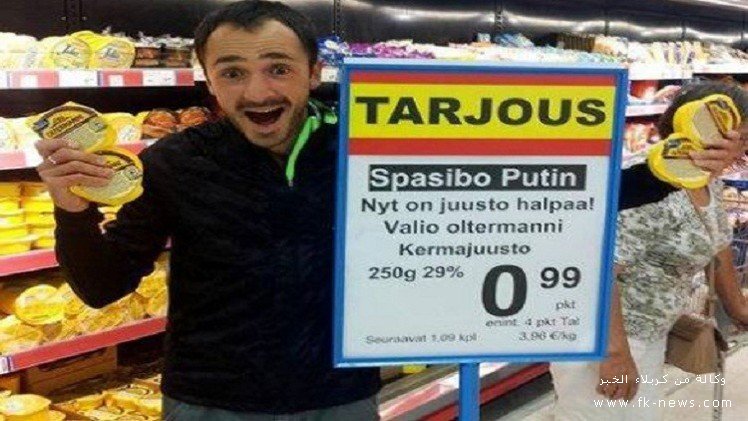 TARJOUS
Spasibo Putin
Nyt on juusto halpaa!
Valio oltermanni
Kermajuusto
250g 29% 0 99
pkt
enint. 4 pkt Tal
Seuraavat 1,09 kpl 3,96 €/kg
وكالة من كربلاء الخبر
www.fk-news.com